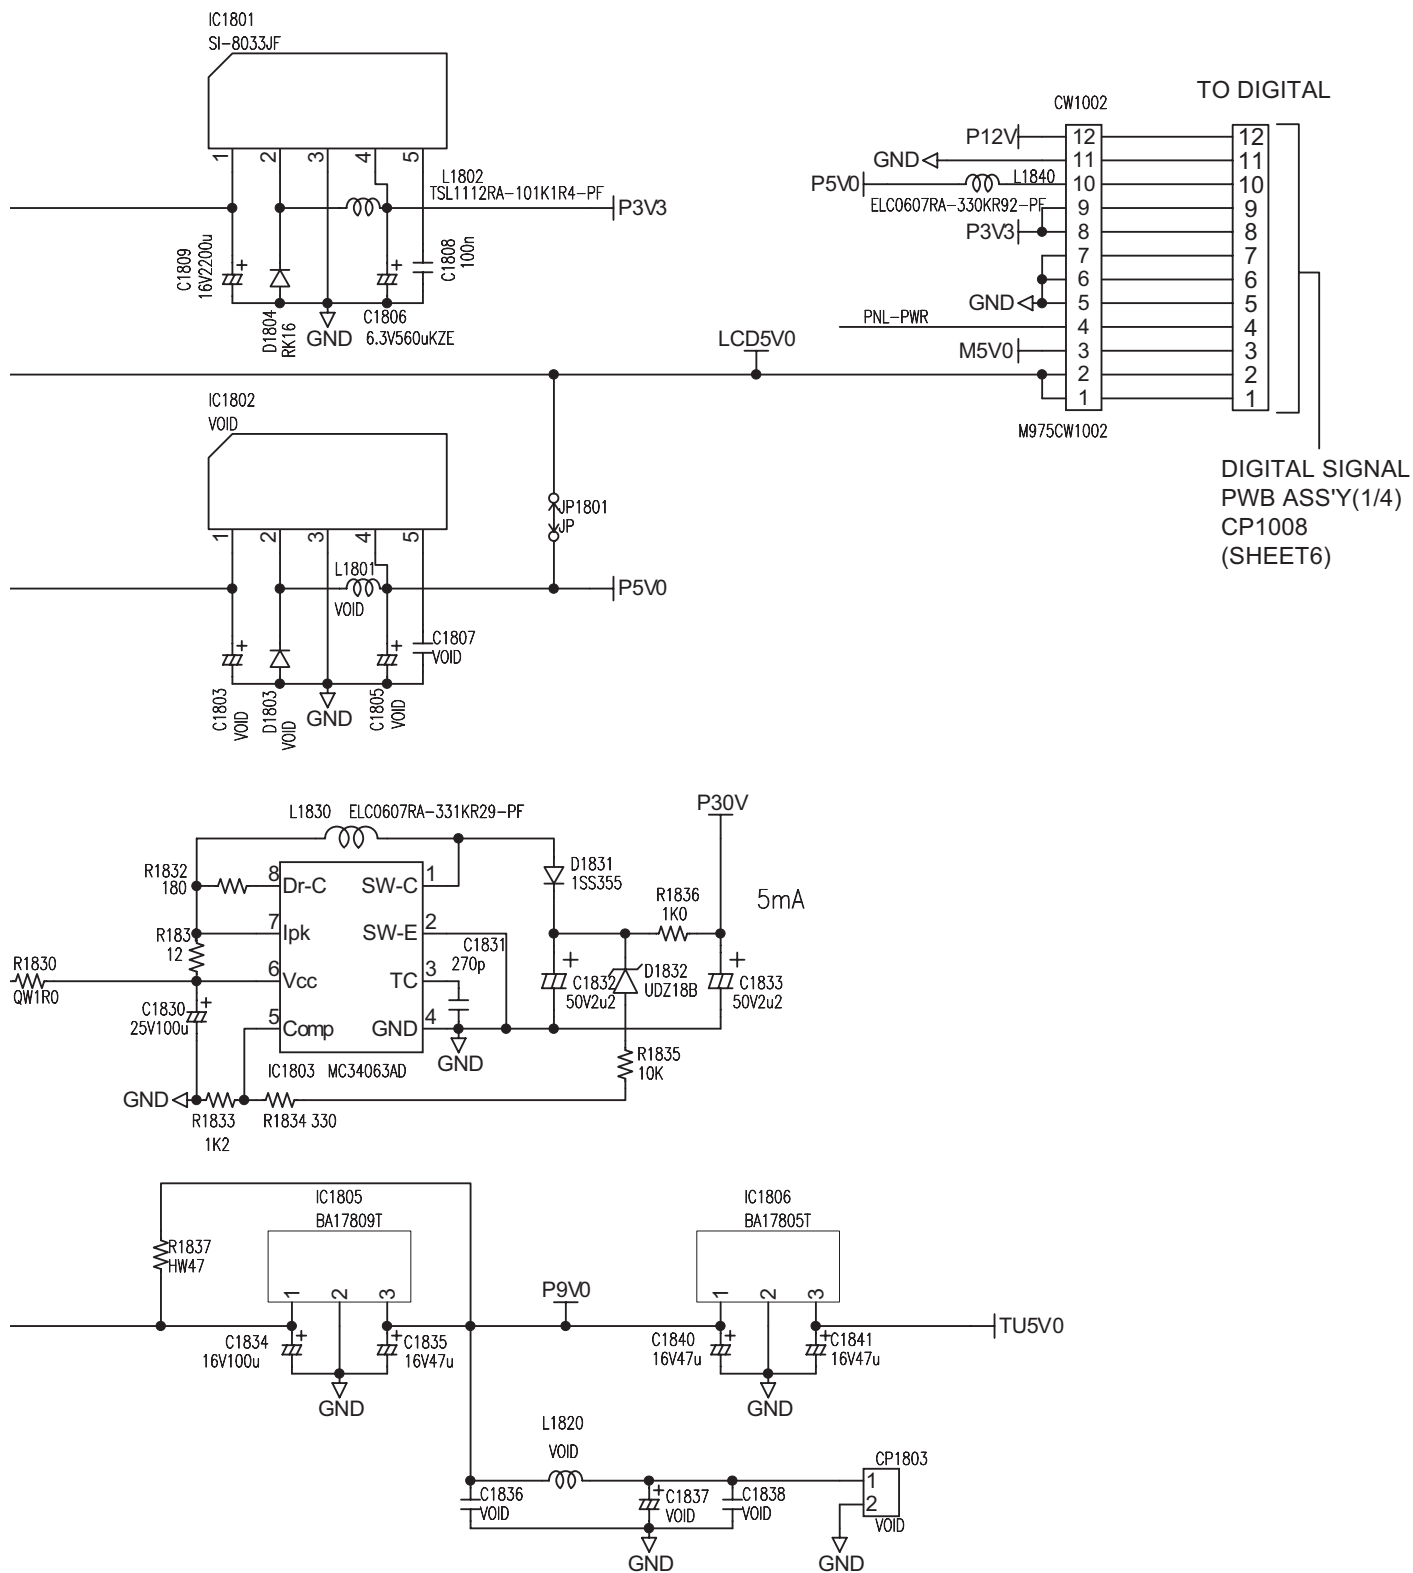 IC1801
SI-8033JF
1
2
3
4
5
L1802
TSL1112RA-101K1R4-PF
P3V3
C1809
16V2200u
D1804
RK16
GND
C1806
6.3V560uKZE
C1808
100n
TO DIGITAL
CW1002
P12V
12
12
GND
11
11
P5V0
L1840
10
10
ELC0607RA-330KR92-PF
9
9
P3V3
8
8
7
7
6
6
GND
5
5
PNL-PWR
4
4
M5V0
3
3
LCD5V0
2
2
1
1
M975CW1002
DIGITAL SIGNAL
PWB ASS'Y(1/4)
CP1008
(SHEET6)
IC1802
VOID
1
2
3
4
5
L1801
VOID
JP1801
JP
P5V0
C1803
VOID
D1803
VOID
GND
C1805
VOID
C1807
VOID
L1830 ELC0607RA-331KR29-PF
P30V
R1832
180
8
Dr-C
SW-C
1
D1831
1SS355
R1836
1K0
5mA
R183
12
7
Ipk
SW-E
2
C1831
270p
R1830
QW1R0
6
Vcc
TC
3
C1832
50V2u2
D1832
UDZ18B
C1833
50V2u2
C1830
25V100u
5
Comp
GND
4
GND
IC1803 MC34063AD
R1835
10K
GND
R1833
1K2
R1834 330
IC1805
BA17809T
IC1806
BA17805T
R1837
HW47
1
2
3
P9V0
1
2
3
TU5V0
C1834
16V100u
C1835
16V47u
C1840
16V47u
C1841
16V47u
GND
GND
L1820
VOID
CP1803
1
2
VOID
C1836
VOID
C1837
VOID
C1838
VOID
GND
GND